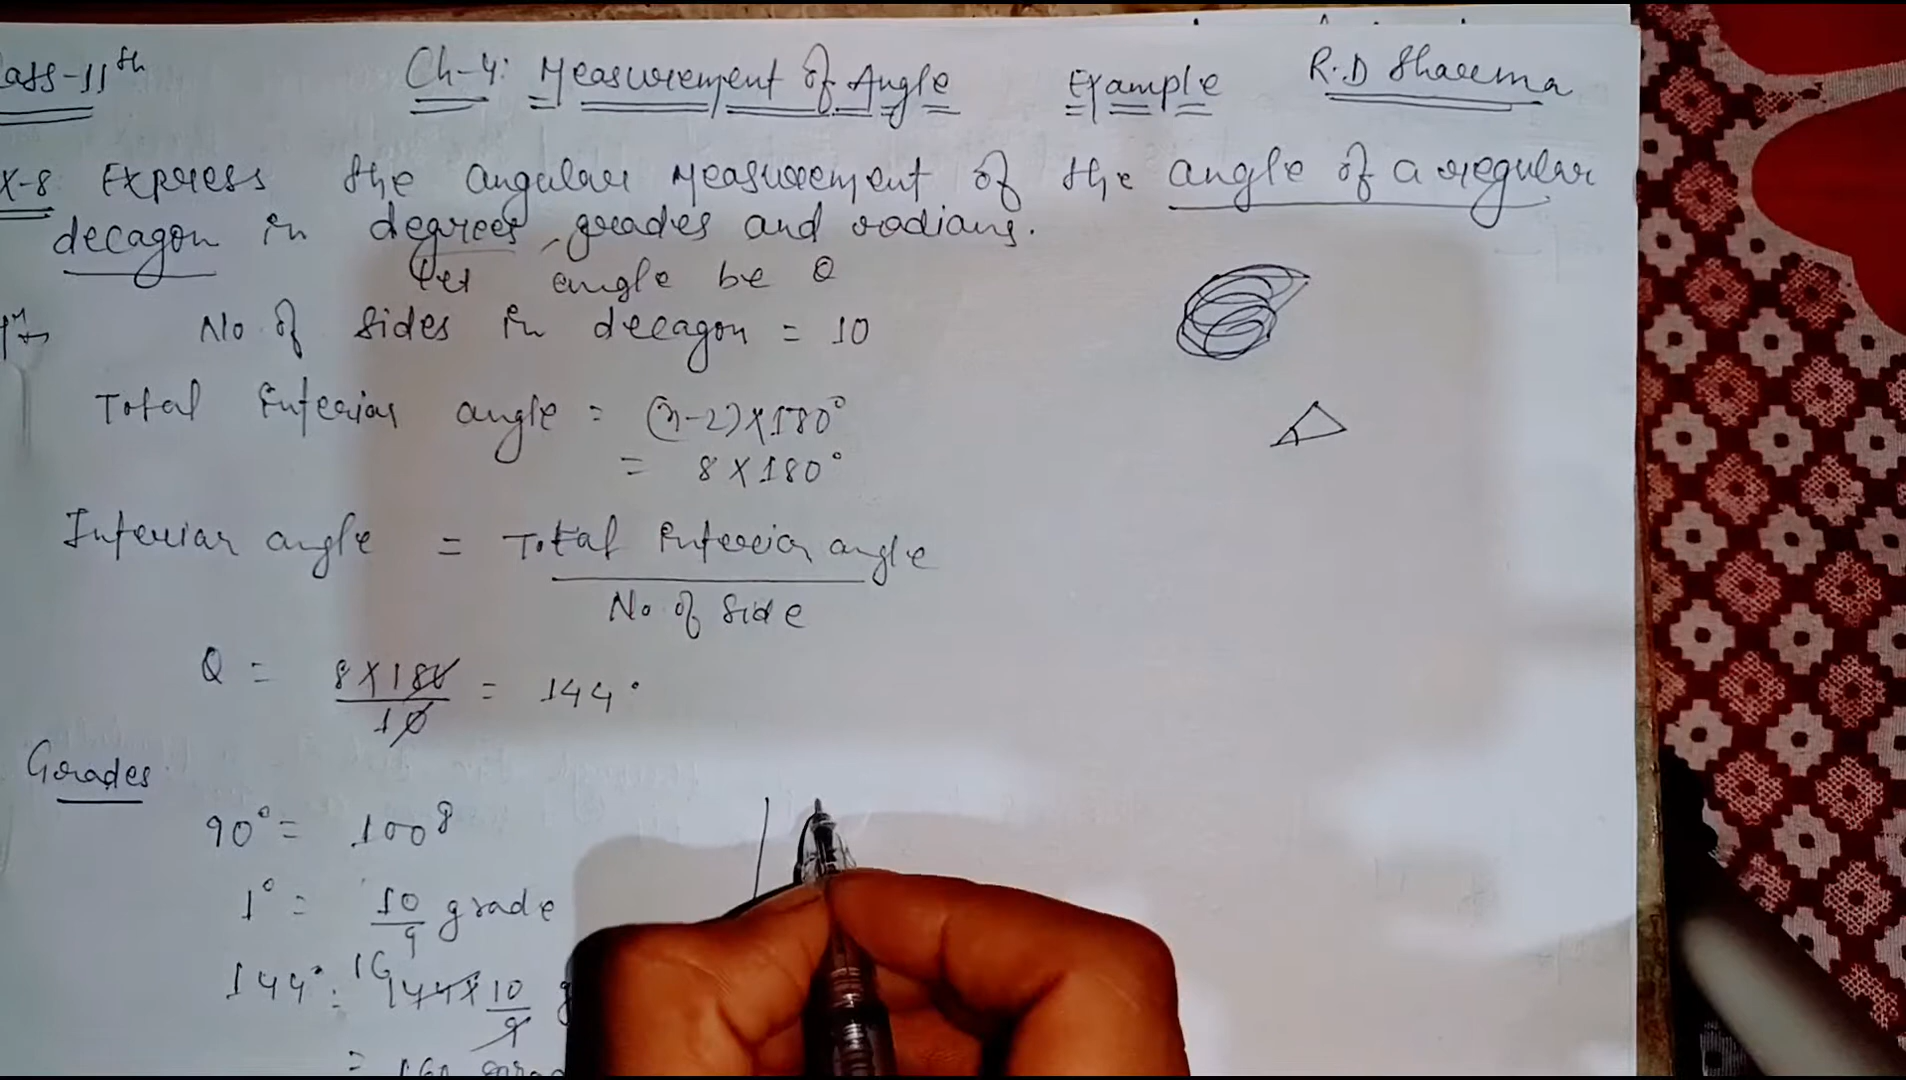 ass-11th Ch-4: Measurement of Angle Example R.D Sharma
X-8 Express the angular measurement of the angle of a regular
decagon in degrees, grades and radians.
Let angle be θ
No of sides in decagon = 10
Total interior angle = (n-2)×180°
= 8×180°
Interior angle = Total interior angle
No of side
θ = 8×180 = 144°
10
Grades
90° = 100g
1° = 10 grade
9
144° = 16 144×10
9
= 160